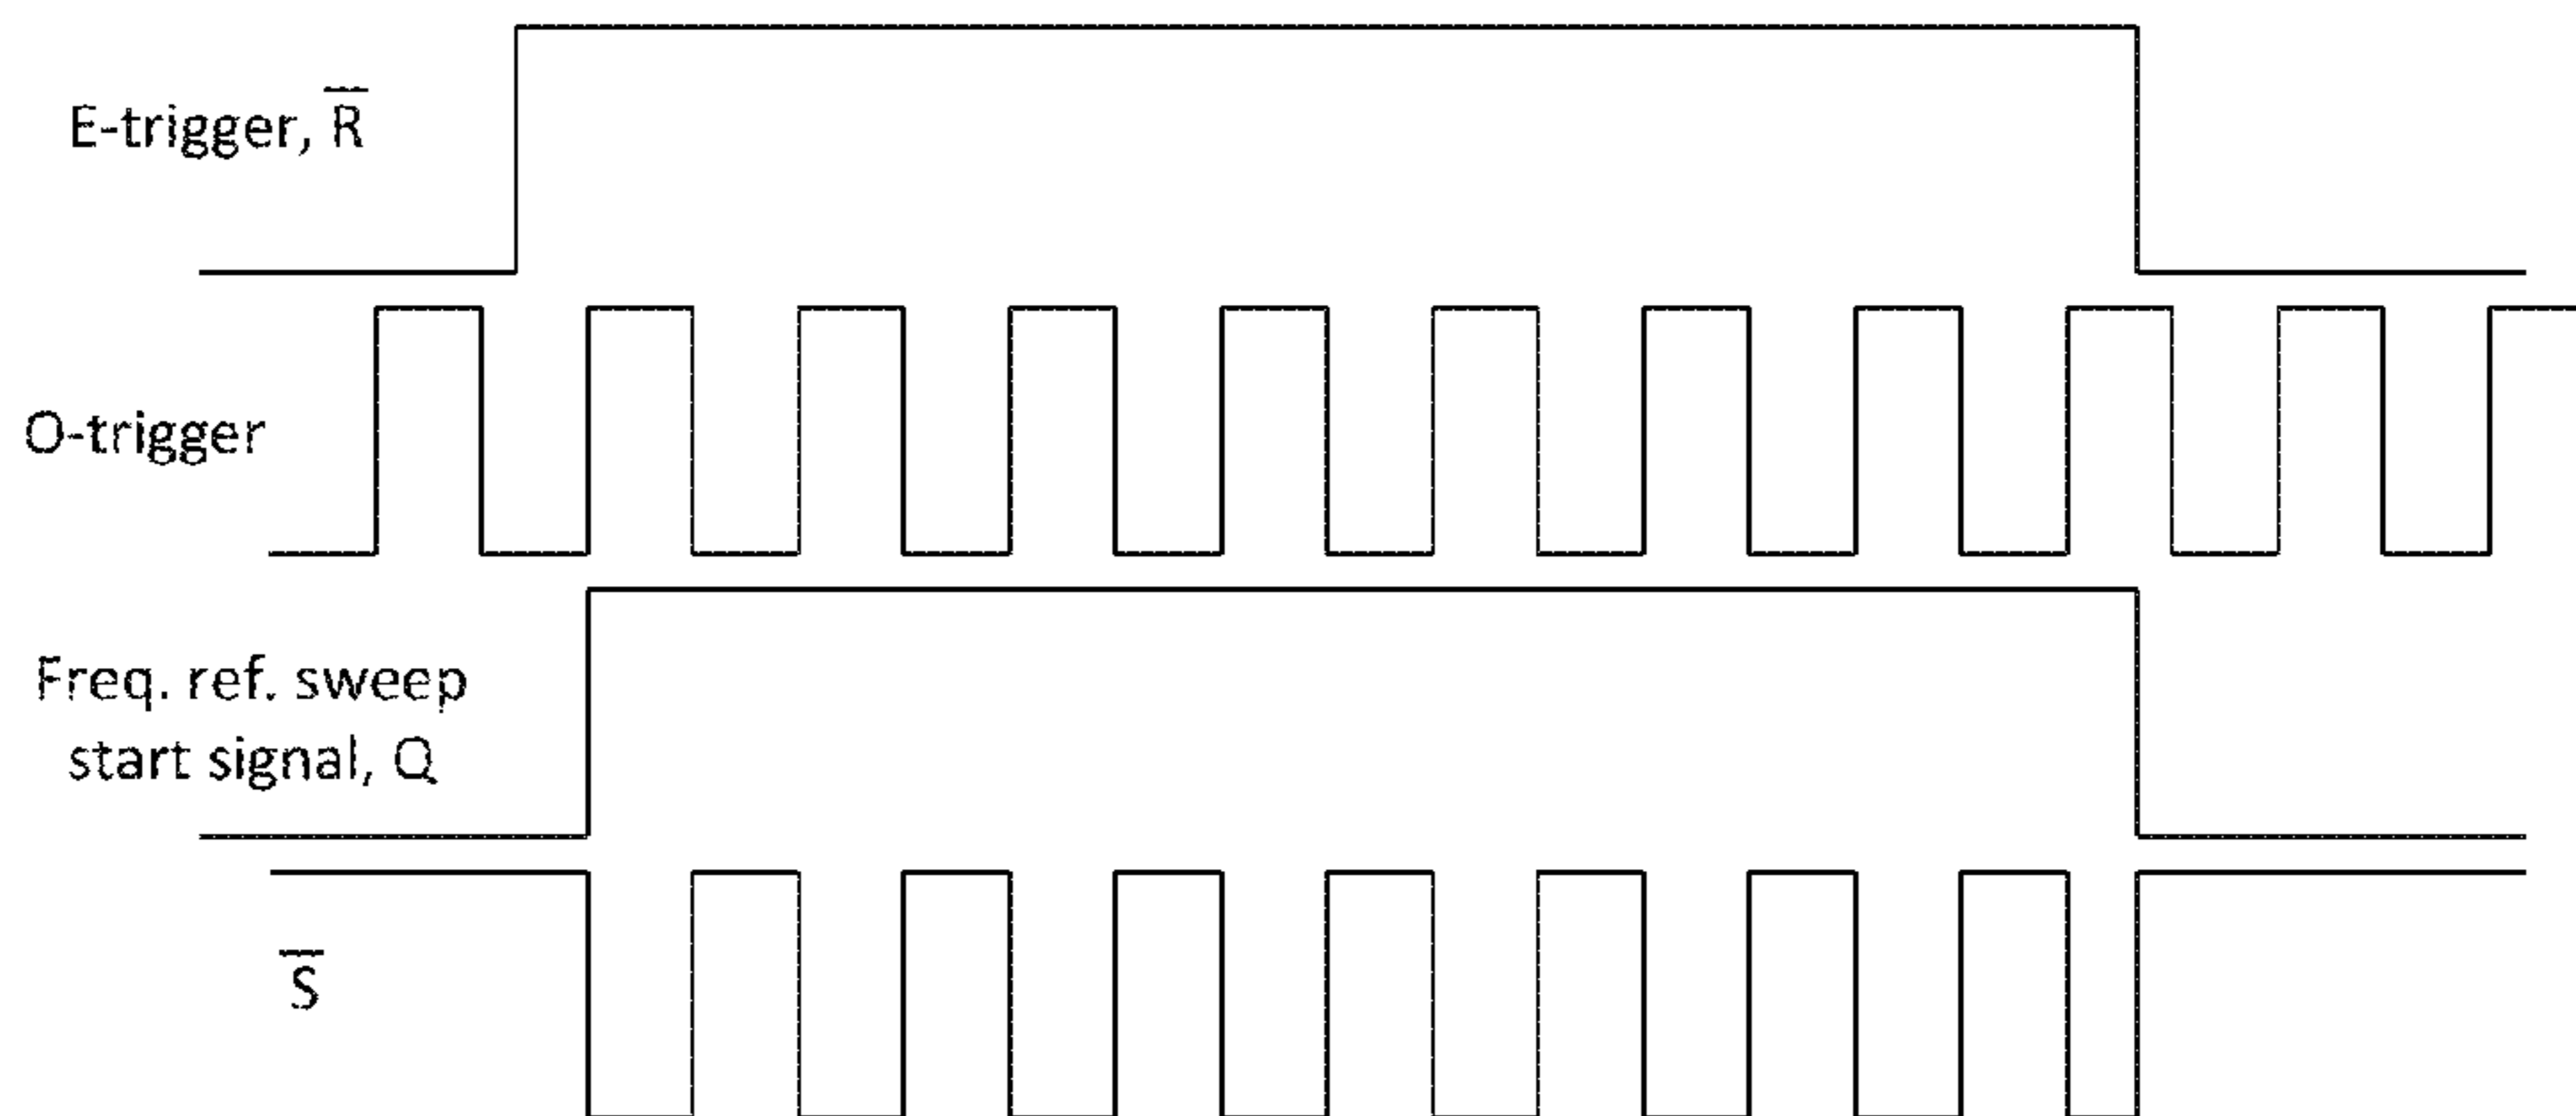 E-trigger, R̅
O-trigger
Freq. ref. sweep
start signal, Q
S̅